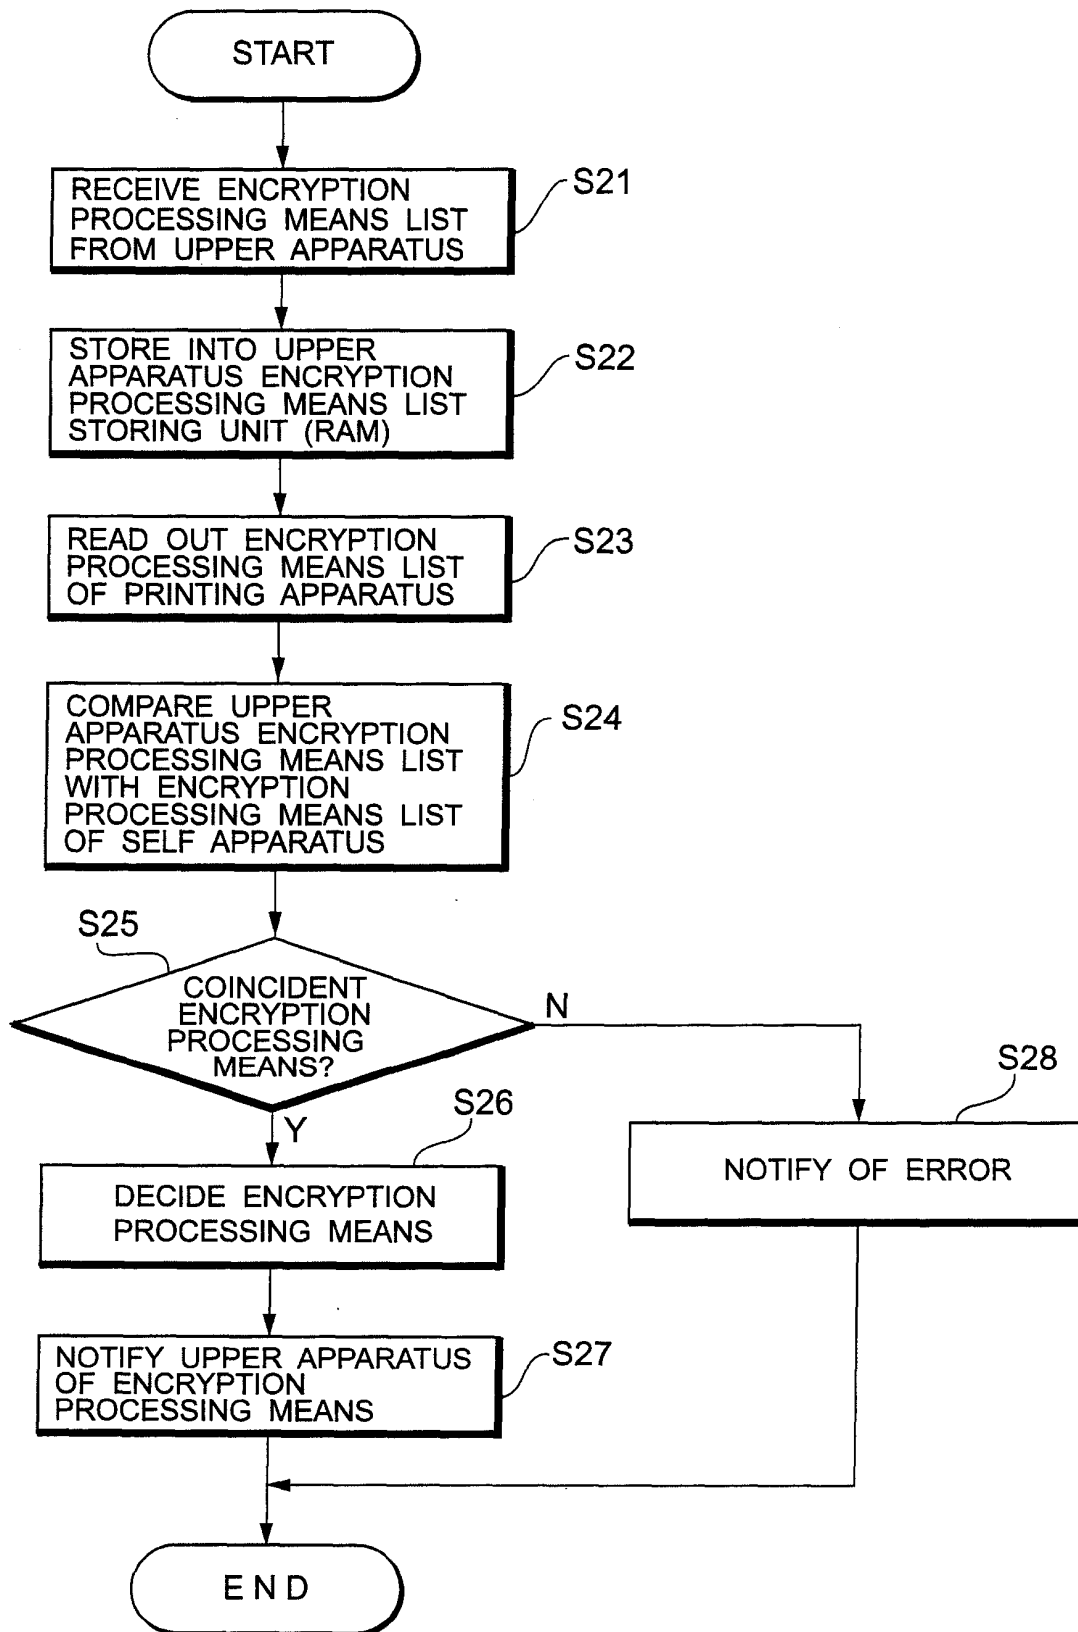 START
RECEIVE ENCRYPTION
PROCESSING MEANS LIST
FROM UPPER APPARATUS
S21
STORE INTO UPPER
APPARATUS ENCRYPTION
PROCESSING MEANS LIST
STORING UNIT (RAM)
S22
READ OUT ENCRYPTION
PROCESSING MEANS LIST
OF PRINTING APPARATUS
S23
COMPARE UPPER
APPARATUS ENCRYPTION
PROCESSING MEANS LIST
WITH ENCRYPTION
PROCESSING MEANS LIST
OF SELF APPARATUS
S24
S25
COINCIDENT
ENCRYPTION
PROCESSING
MEANS?
N
Y
S26
DECIDE ENCRYPTION
PROCESSING MEANS
S28
NOTIFY OF ERROR
NOTIFY UPPER APPARATUS
OF ENCRYPTION
PROCESSING MEANS
S27
END